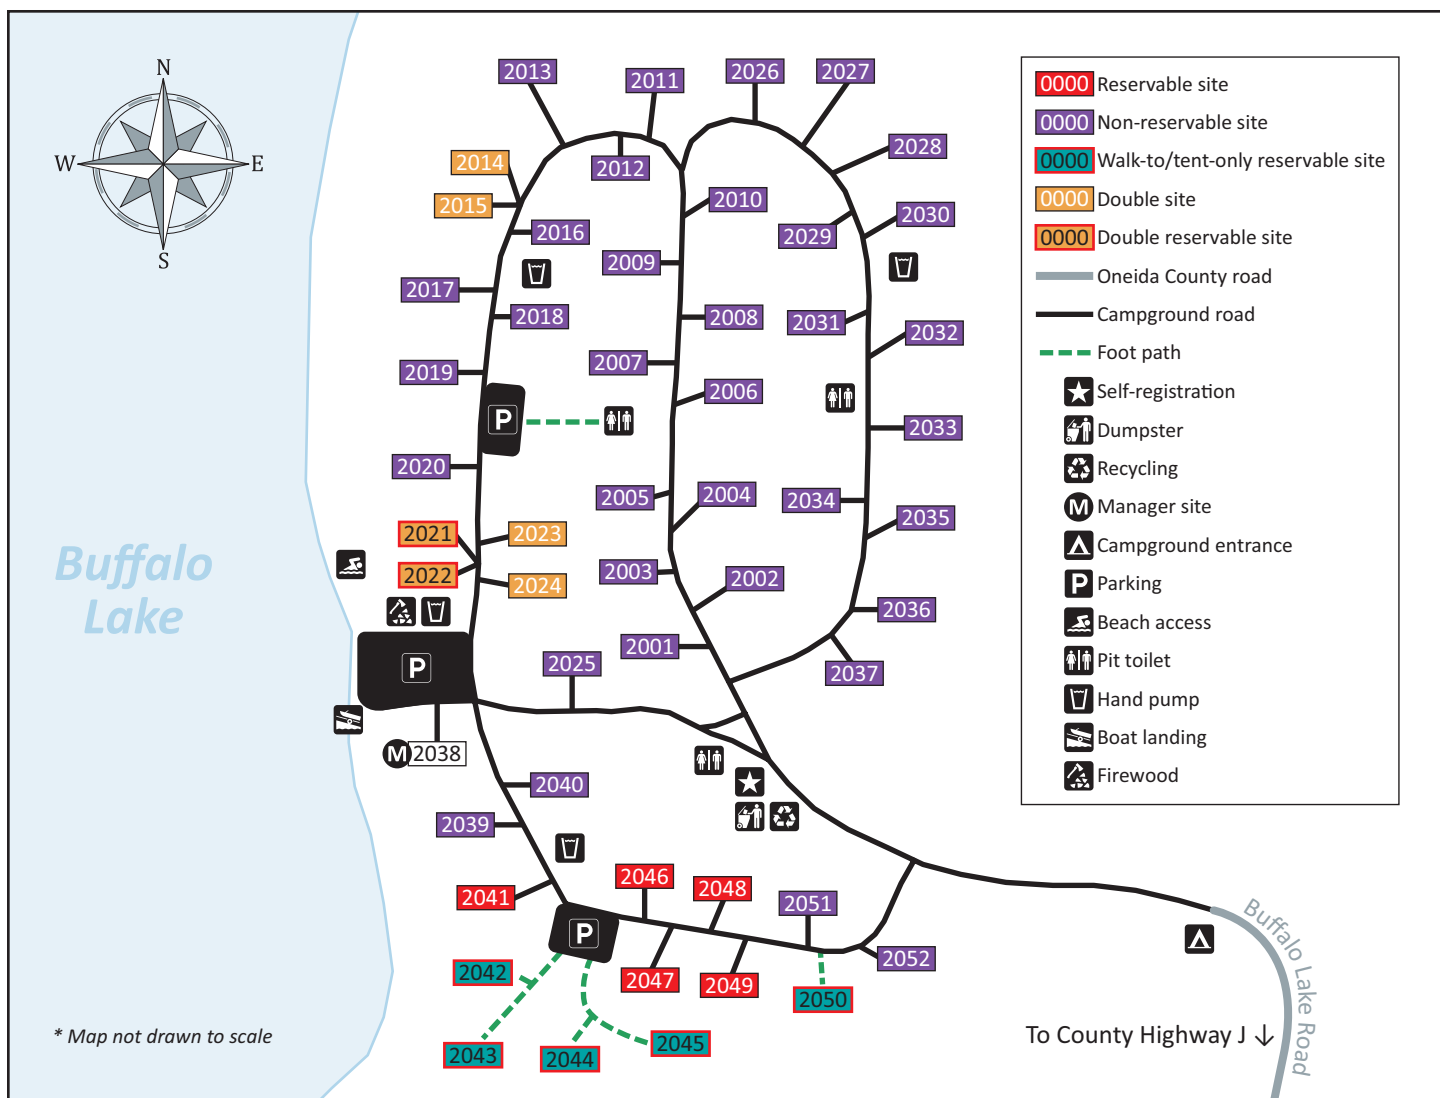 N
W
E
S
2013
2011
2026
2027
2028
2014
2012
2015
2010
2030
2016
2029
2009
2017
2018
2008
2031
2032
2019
2007
2006
P
2033
2020
2005
2004
2034
2035
2021
2023
2022
2024
2003
2002
2036
2001
2025
2037
P
M
2038
2040
2039
2041
2046
2048
2051
P
2052
2042
2047
2049
2050
2043
2044
2045
Buffalo
Lake
* Map not drawn to scale
0000 Reservable site
0000 Non-reservable site
0000 Walk-to/tent-only reservable site
0000 Double site
0000 Double reservable site
Oneida County road
Campground road
Foot path
Self-registration
Dumpster
Recycling
M Manager site
Campground entrance
P Parking
Beach access
Pit toilet
Hand pump
Boat landing
Firewood
Buffalo Lake Road
To County Highway J ↓